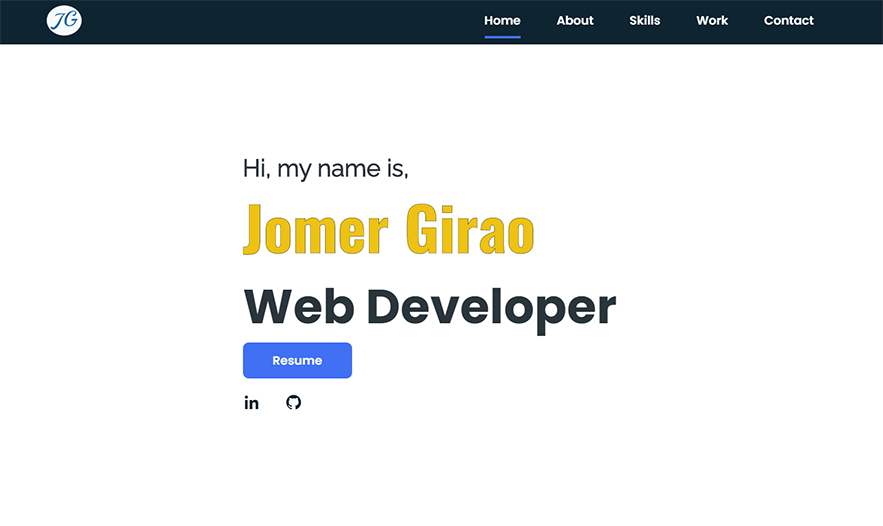 JG
Home About Skills Work Contact
Hi, my name is,
Jomer Girao
Web Developer
Resume
in